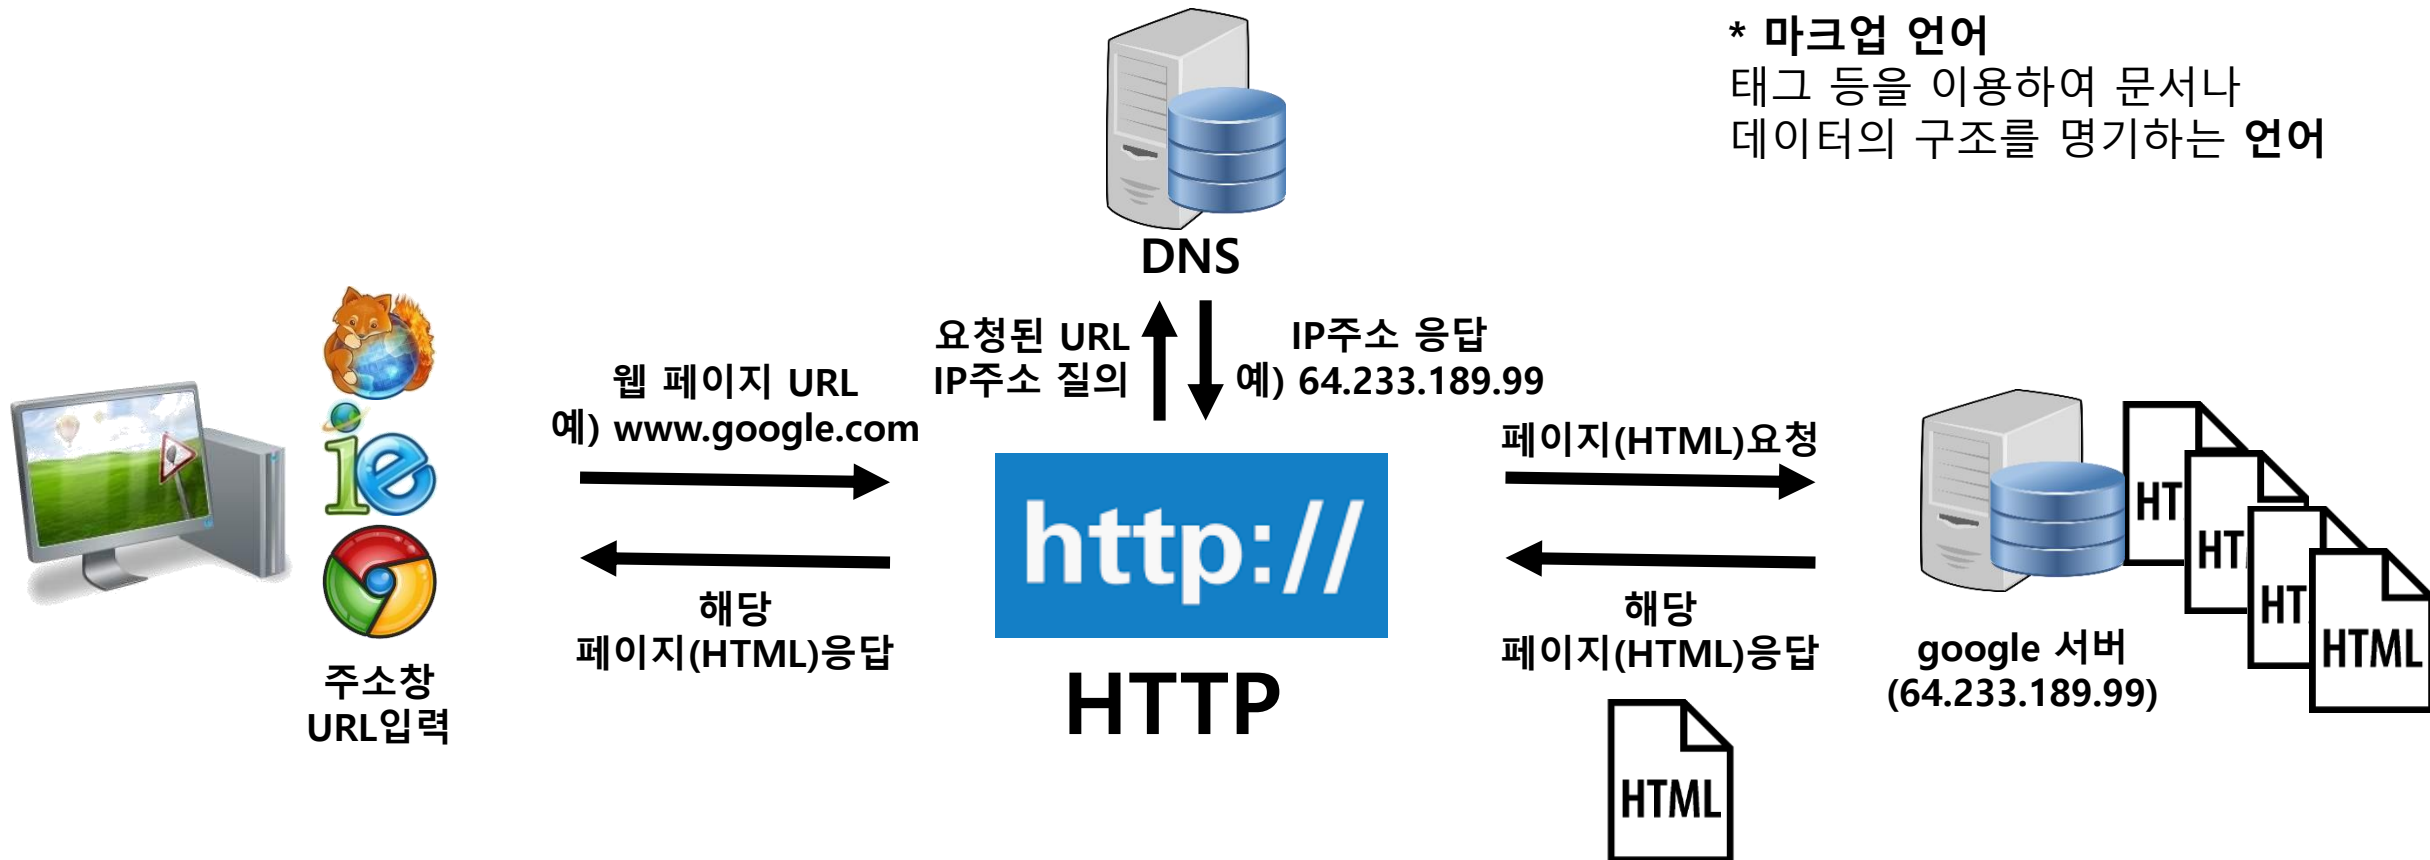 * 마크업 언어
태그 등을 이용하여 문서나
데이터의 구조를 명기하는 언어
DNS
요청된 URL
IP주소 질의
IP주소 응답
예) 64.233.189.99
웹 페이지 URL
예) www.google.com
페이지(HTML)요청
http://
HTTP
해당
페이지(HTML)응답
해당
페이지(HTML)응답
HTML
주소창
URL입력
ie
google 서버
(64.233.189.99)
HT
HT
HT
HTML